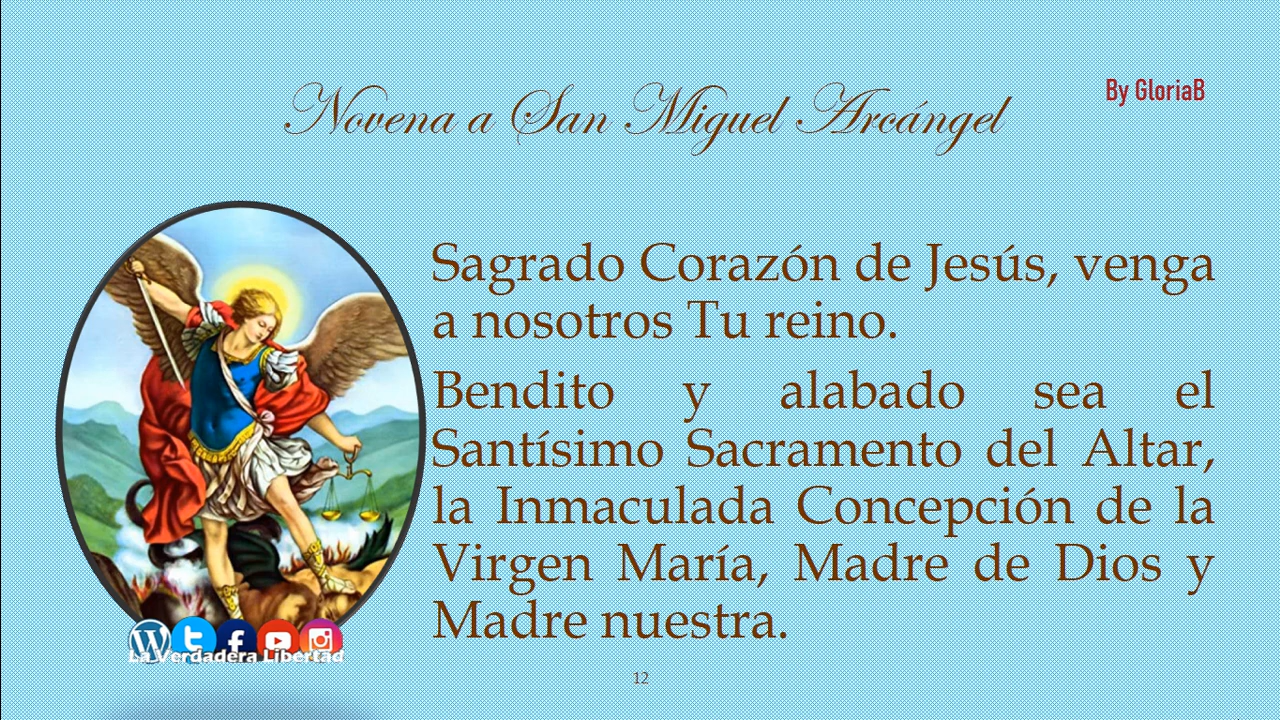 By GloriaB
Novena a San Miguel Arcángel
Sagrado Corazón de Jesús, venga
a nosotros Tu reino.
Bendito y alabado sea el
Santísimo Sacramento del Altar,
la Inmaculada Concepción de la
Virgen María, Madre de Dios y
Madre nuestra.
La Verdadera Libertad
12